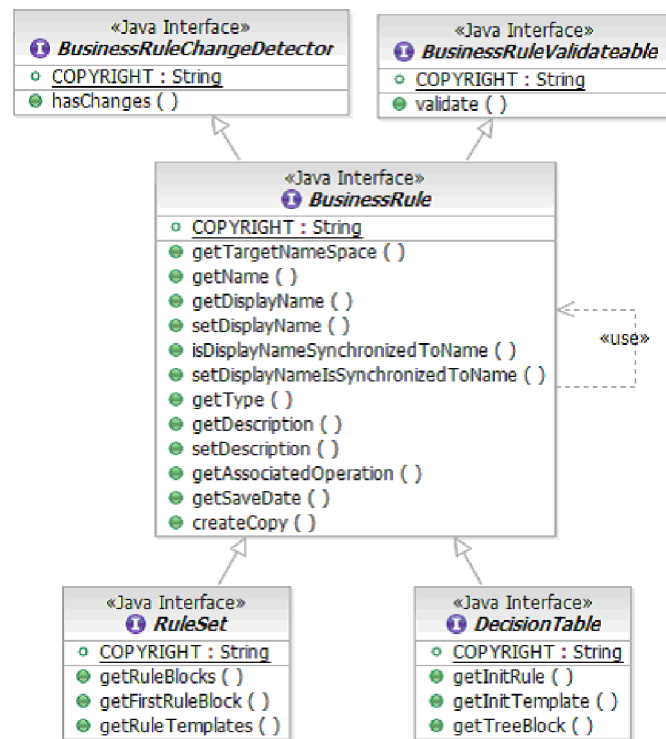 «Java Interface»
BusinessRuleChangeDetector
COPYRIGHT : String
hasChanges ( )
«Java Interface»
BusinessRuleValidateable
COPYRIGHT : String
validate ( )
«Java Interface»
BusinessRule
COPYRIGHT : String
getTargetNameSpace ( )
getName ( )
getDisplayName ( )
setDisplayName ( )
isDisplayNameSynchronizedToName ( )
setDisplayNameIsSynchronizedToName ( )
getType ( )
getDescription ( )
setDescription ( )
getAssociatedOperation ( )
getSaveDate ( )
createCopy ( )
«use»
«Java Interface»
RuleSet
COPYRIGHT : String
getRuleBlocks ( )
getFirstRuleBlock ( )
getRuleTemplates ( )
«Java Interface»
DecisionTable
COPYRIGHT : String
getInitRule ( )
getInitTemplate ( )
getTreeBlock ( )